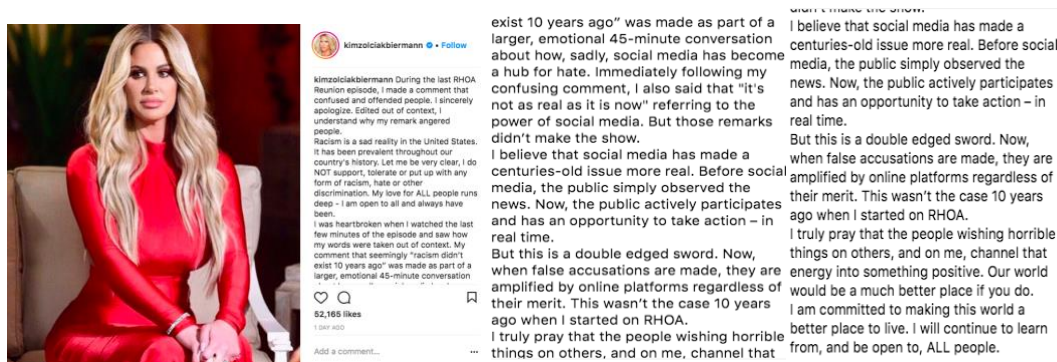 kimzolciakbiermann • Follow
kimzolciakbiermann During the last RHOA
Reunion episode, I made a comment that
confused and offended people. I sincerely
apologize. Edited out of context, I
understand why my remark angered
people.
Racism is a sad reality in the United States.
It has been prevalent throughout our
country's history. Let me be very clear, I do
NOT support, tolerate or put up with any
form of racism, hate or other
discrimination. My love for ALL people runs
deep - I am open to all and always have
been.
I was heartbroken when I watched the last
few minutes of the episode and saw how
my words were taken out of context. My
comment that seemingly "racism didn't
exist 10 years ago" was made as part of a
larger, emotional 45-minute conversation
52,165 likes
1 DAY AGO
Add a comment...
exist 10 years ago" was made as part of a
larger, emotional 45-minute conversation
about how, sadly, social media has become
a hub for hate. Immediately following my
confusing comment, I also said that "it's
not as real as it is now" referring to the
power of social media. But those remarks
didn't make the show.
I believe that social media has made a
centuries-old issue more real. Before social
media, the public simply observed the
news. Now, the public actively participates
and has an opportunity to take action – in
real time.
But this is a double edged sword. Now,
when false accusations are made, they are
amplified by online platforms regardless of
their merit. This wasn't the case 10 years
ago when I started on RHOA.
I truly pray that the people wishing horrible
things on others, and on me, channel that
didn't make the show.
I believe that social media has made a
centuries-old issue more real. Before social
media, the public simply observed the
news. Now, the public actively participates
and has an opportunity to take action – in
real time.
But this is a double edged sword. Now,
when false accusations are made, they are
amplified by online platforms regardless of
their merit. This wasn't the case 10 years
ago when I started on RHOA.
I truly pray that the people wishing horrible
things on others, and on me, channel that
energy into something positive. Our world
would be a much better place if you do.
I am committed to making this world a
better place to live. I will continue to learn
from, and be open to, ALL people.